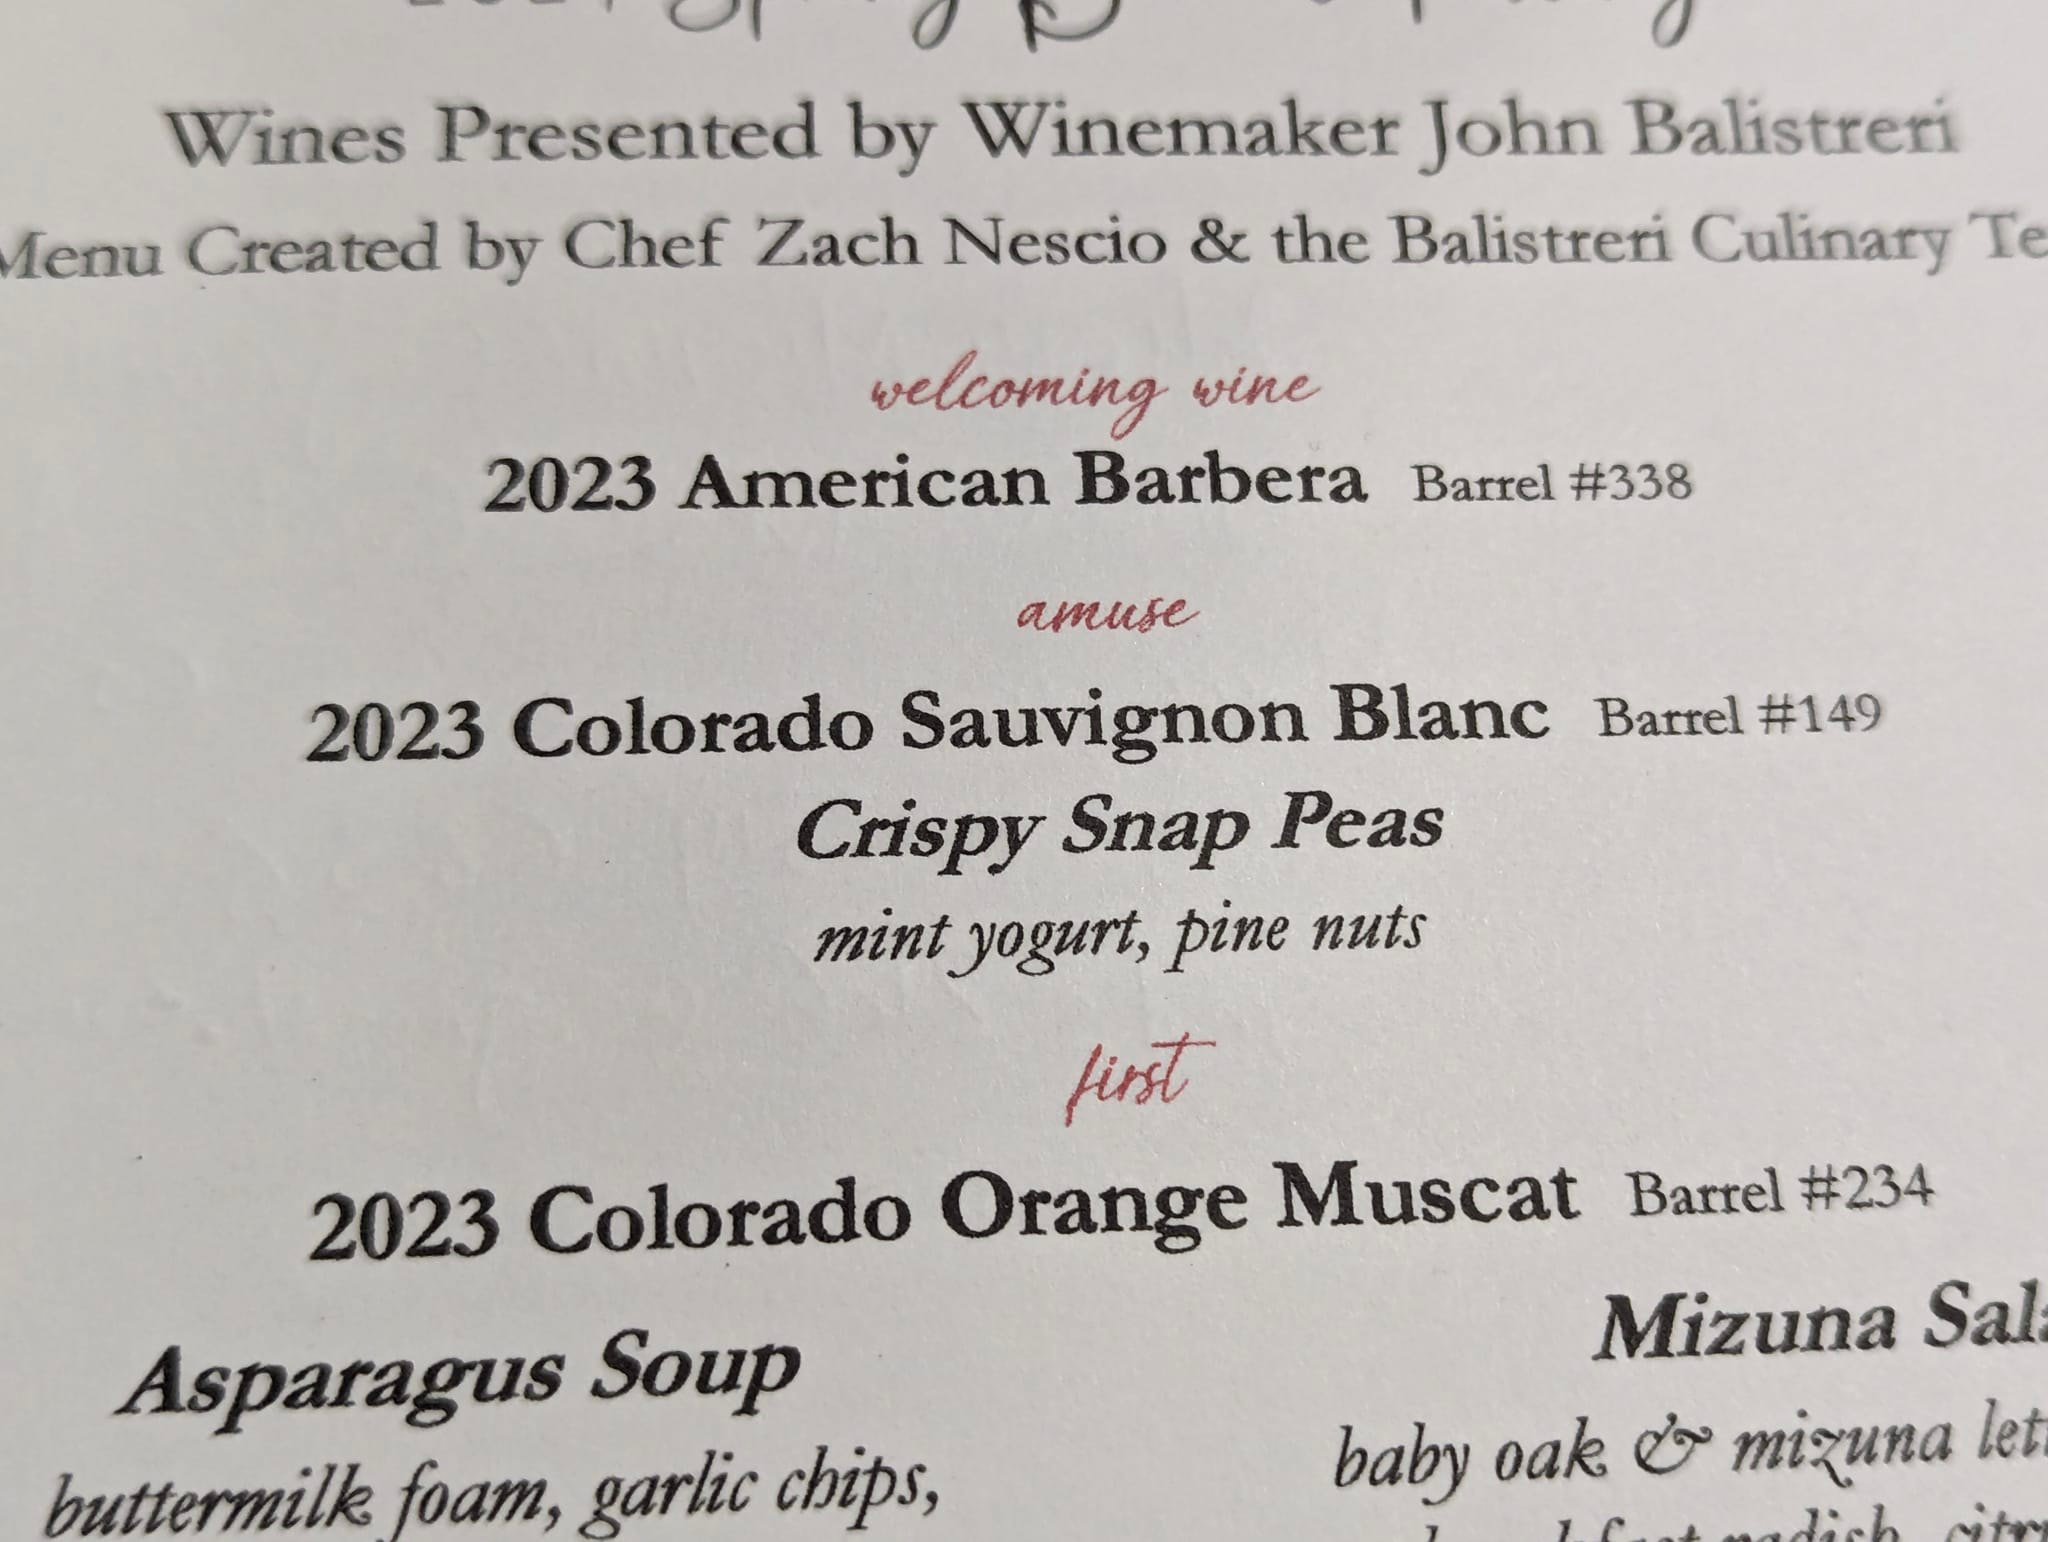 Spring
Wines Presented by Winemaker John Balistreri
Menu Created by Chef Zach Nescio & the Balistreri Culinary
welcoming wine
2023 American Barbera Barrel #338
amuse
2023 Colorado Sauvignon Blanc Barrel #149
Crispy Snap Peas
mint yogurt, pine nuts
first
2023 Colorado Orange Muscat Barrel #234
Asparagus Soup
Mizuna
buttermilk foam, garlic chips,
baby oak & mizuna
radish,